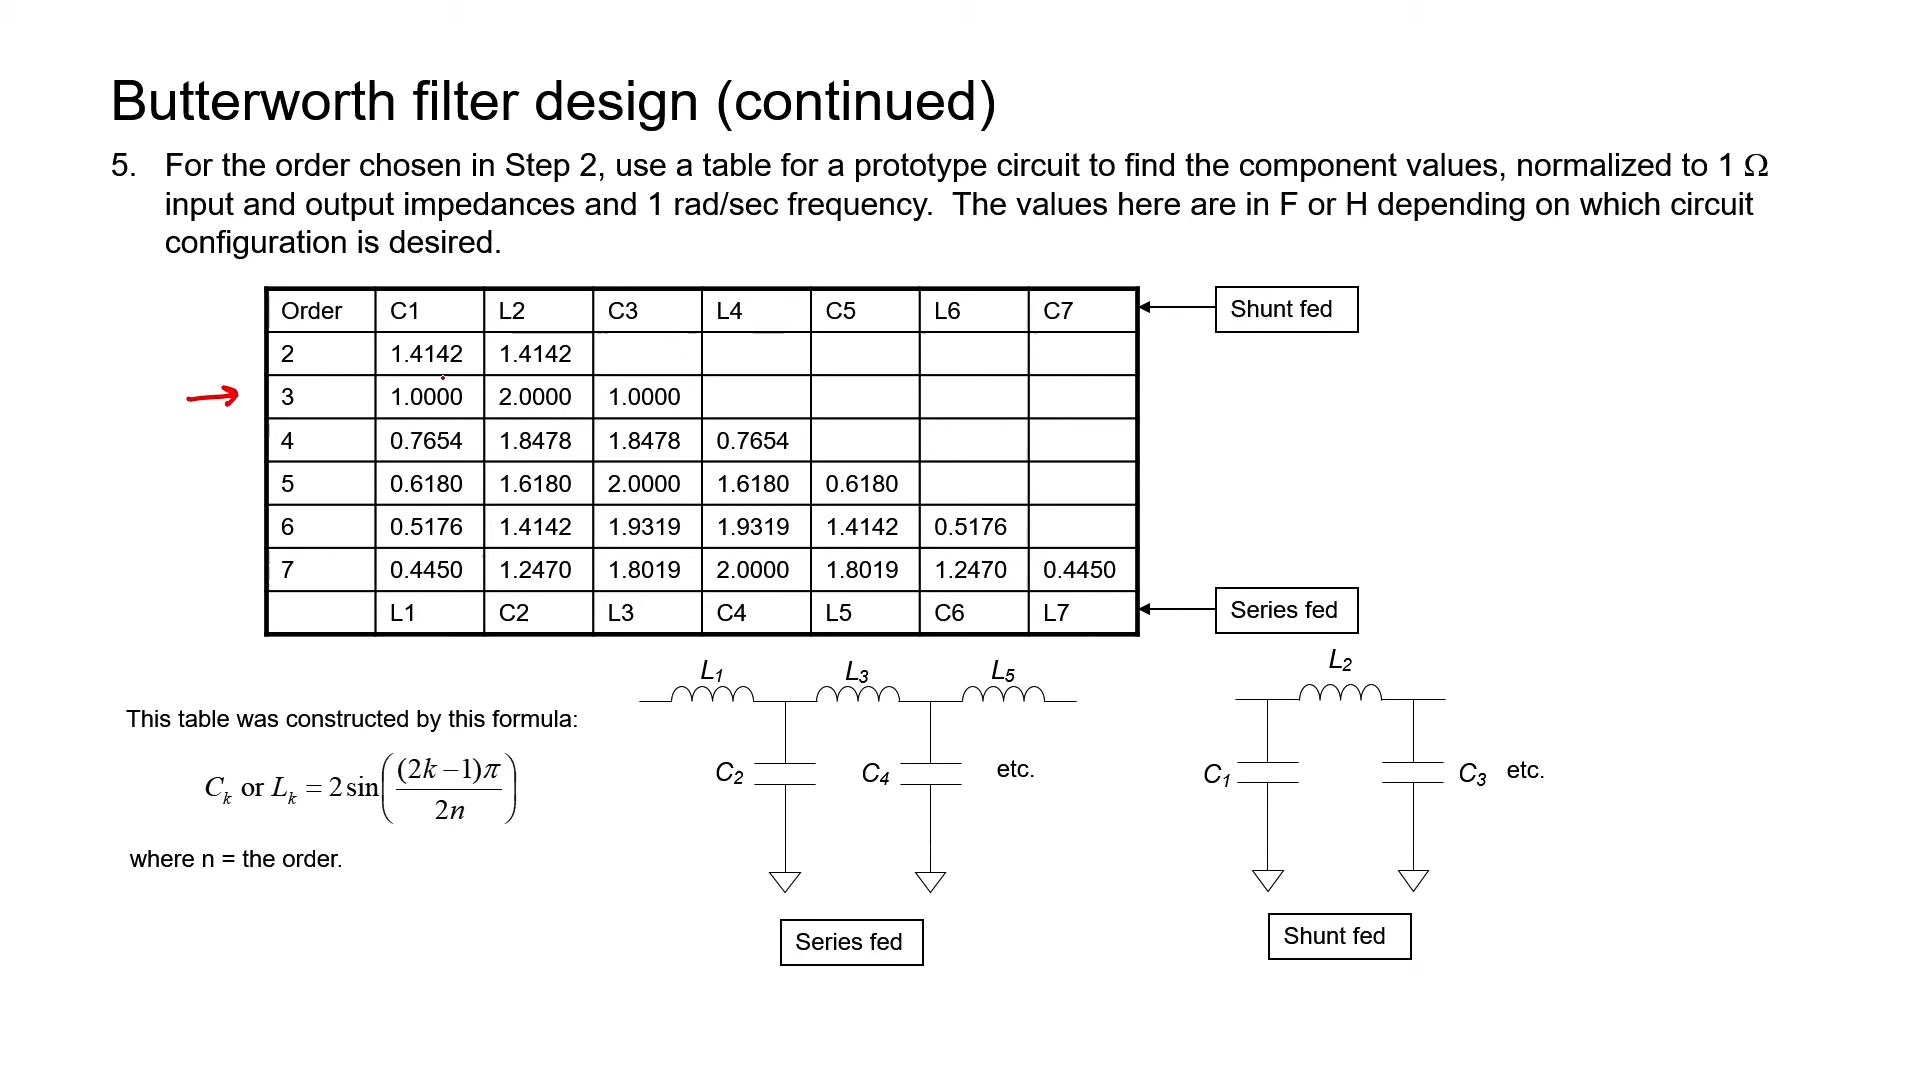 Butterworth filter design (continued)
5. For the order chosen in Step 2, use a table for a prototype circuit to find the component values, normalized to 1 Ω
input and output impedances and 1 rad/sec frequency. The values here are in F or H depending on which circuit
configuration is desired.
Order C1 L2 C3 L4 C5 L6 C7
Shunt fed
2 1.4142 1.4142
3 1.0000 2.0000 1.0000
4 0.7654 1.8478 1.8478 0.7654
5 0.6180 1.6180 2.0000 1.6180 0.6180
6 0.5176 1.4142 1.9319 1.9319 1.4142 0.5176
7 0.4450 1.2470 1.8019 2.0000 1.8019 1.2470 0.4450
L1 C2 L3 C4 L5 C6 L7
Series fed
This table was constructed by this formula:
C_k or L_k = 2 sin((2k − 1)π / 2n)
where n = the order.
L1 L3 L5
C2 C4 etc.
Series fed
L2
C1 C3 etc.
Shunt fed